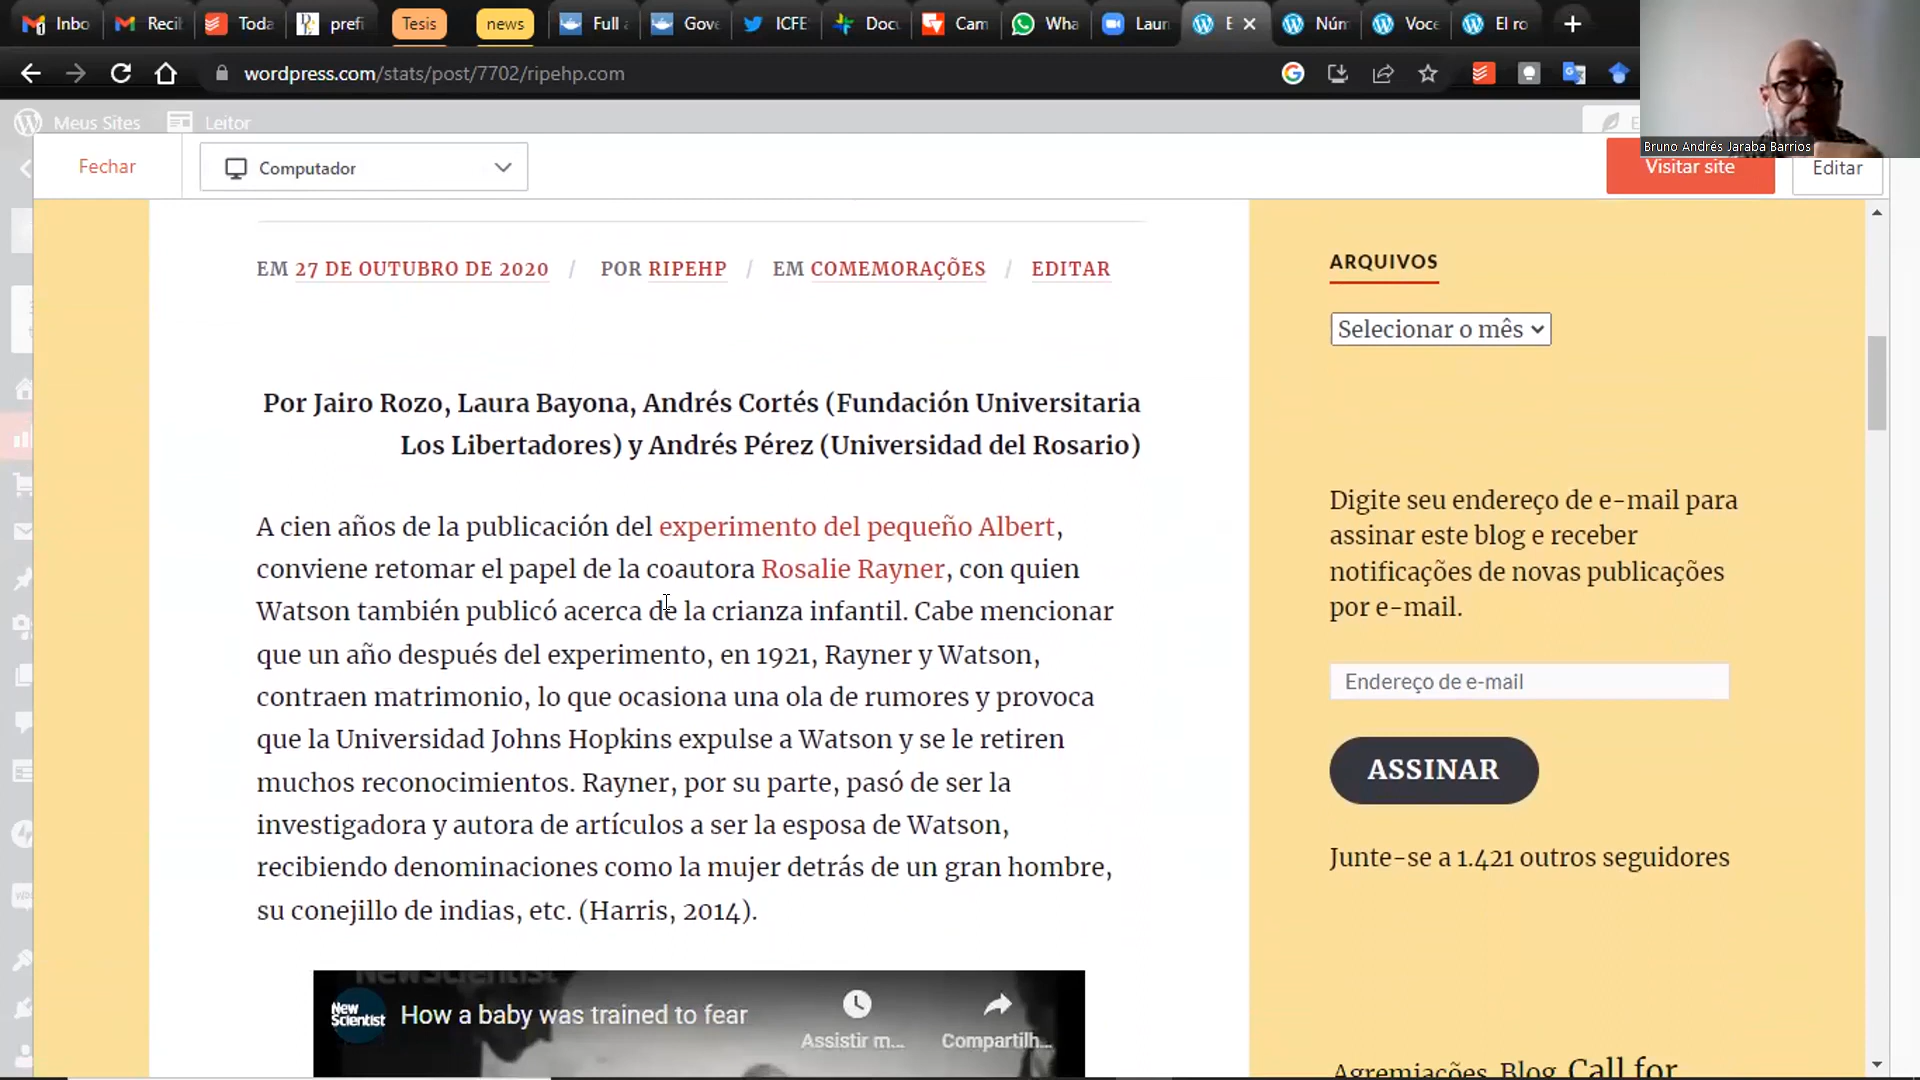 Inbo
Recil
Toda
prefi
Tesis
news
Full
Gove
ICFE
Docu
Cam
Wha
Laun
E
Núm
Voce
El ro
wordpress.com/stats/post/7702/ripehp.com
Meus Sites
Leitor
Bruno Andrés Jaraba Barrios
Fechar
Computador
Visitar site
Editar
EM 27 DE OUTUBRO DE 2020 / POR RIPEHP / EM COMEMORAÇÕES / EDITAR
Por Jairo Rozo, Laura Bayona, Andrés Cortés (Fundación Universitaria
Los Libertadores) y Andrés Pérez (Universidad del Rosario)
A cien años de la publicación del experimento del pequeño Albert,
conviene retomar el papel de la coautora Rosalie Rayner, con quien
Watson también publicó acerca de la crianza infantil. Cabe mencionar
que un año después del experimento, en 1921, Rayner y Watson,
contraen matrimonio, lo que ocasiona una ola de rumores y provoca
que la Universidad Johns Hopkins expulse a Watson y se le retiren
muchos reconocimientos. Rayner, por su parte, pasó de ser la
investigadora y autora de artículos a ser la esposa de Watson,
recibiendo denominaciones como la mujer detrás de un gran hombre,
su conejillo de indias, etc. (Harris, 2014).
NewScientist
New
Scientist
How a baby was trained to fear
Assistir m...
Compartilh...
ARQUIVOS
Selecionar o mês
Digite seu endereço de e-mail para
assinar este blog e receber
notificações de novas publicações
por e-mail.
Endereço de e-mail
ASSINAR
Junte-se a 1.421 outros seguidores
Agremiações Blog Call for